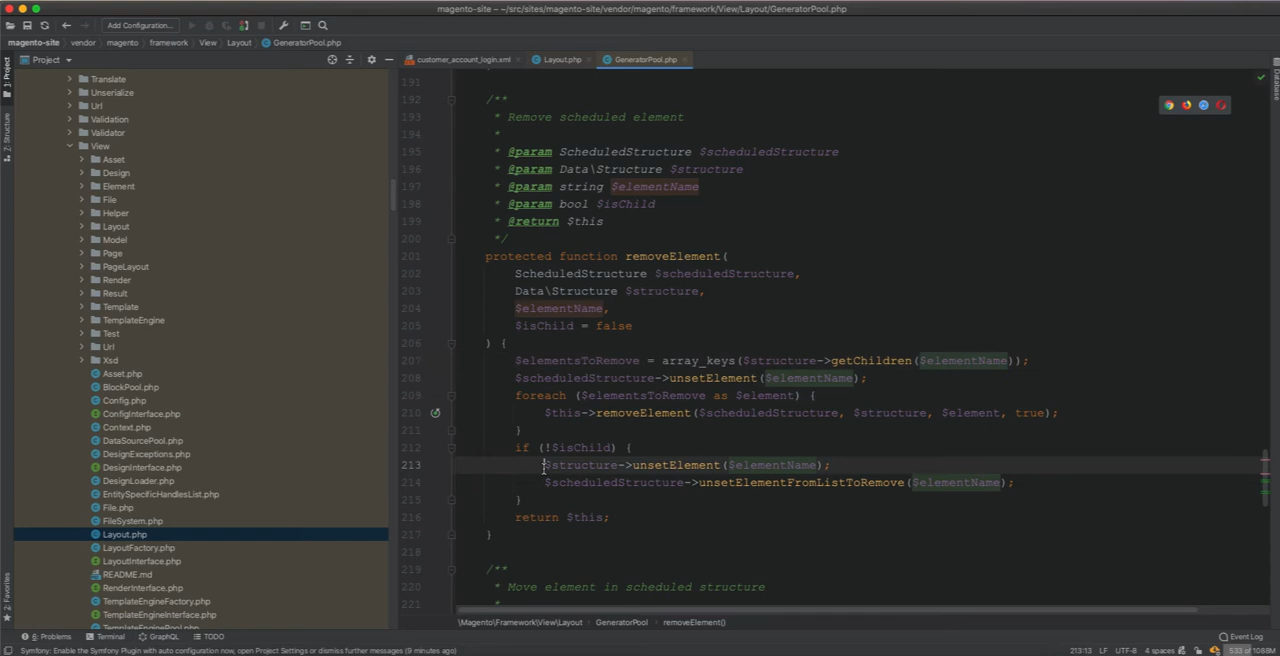 magento-site – ~/src/sites/magento-site/vendor/magento/framework/View/Layout/GeneratorPool.php
Add Configuration...
magento-site vendor magento framework View Layout GeneratorPool.php
1: Project
Project
customer_account_login.xml
Layout.php
GeneratorPool.php
Database
Z: Structure
2: Favorites
Translate
Unserialize
Url
Validation
Validator
View
Asset
Design
Element
File
Helper
Layout
Model
Page
PageLayout
Render
Result
Template
TemplateEngine
Test
Url
Xsd
Asset.php
BlockPool.php
Config.php
ConfigInterface.php
Context.php
DataSourcePool.php
DesignExceptions.php
DesignInterface.php
DesignLoader.php
EntitySpecificHandlesList.php
File.php
FileSystem.php
Layout.php
LayoutFactory.php
LayoutInterface.php
README.md
RenderInterface.php
TemplateEngineFactory.php
TemplateEngineInterface.php
TemplateEnginePool.php
191
192 /**
193 * Remove scheduled element
194 *
195 * @param ScheduledStructure $scheduledStructure
196 * @param Data\Structure $structure
197 * @param string $elementName
198 * @param bool $isChild
199 * @return $this
200 */
201 protected function removeElement(
202 ScheduledStructure $scheduledStructure,
203 Data\Structure $structure,
204 $elementName,
205 $isChild = false
206 ) {
207 $elementsToRemove = array_keys($structure->getChildren($elementName));
208 $scheduledStructure->unsetElement($elementName);
209 foreach ($elementsToRemove as $element) {
210 $this->removeElement($scheduledStructure, $structure, $element, true);
211 }
212 if (!$isChild) {
213 $structure->unsetElement($elementName);
214 $scheduledStructure->unsetElementFromListToRemove($elementName);
215 }
216 return $this;
217 }
218
219 /**
220 * Move element in scheduled structure
221 *
\Magento\Framework\View\Layout GeneratorPool removeElement()
6: Problems Terminal GraphQL TODO Event Log
Symfony: Enable the Symfony Plugin with auto configuration now, open Project Settings or dismiss further messages (9 minutes ago)
213:13 LF UTF-8 4 spaces 533 of 1088M